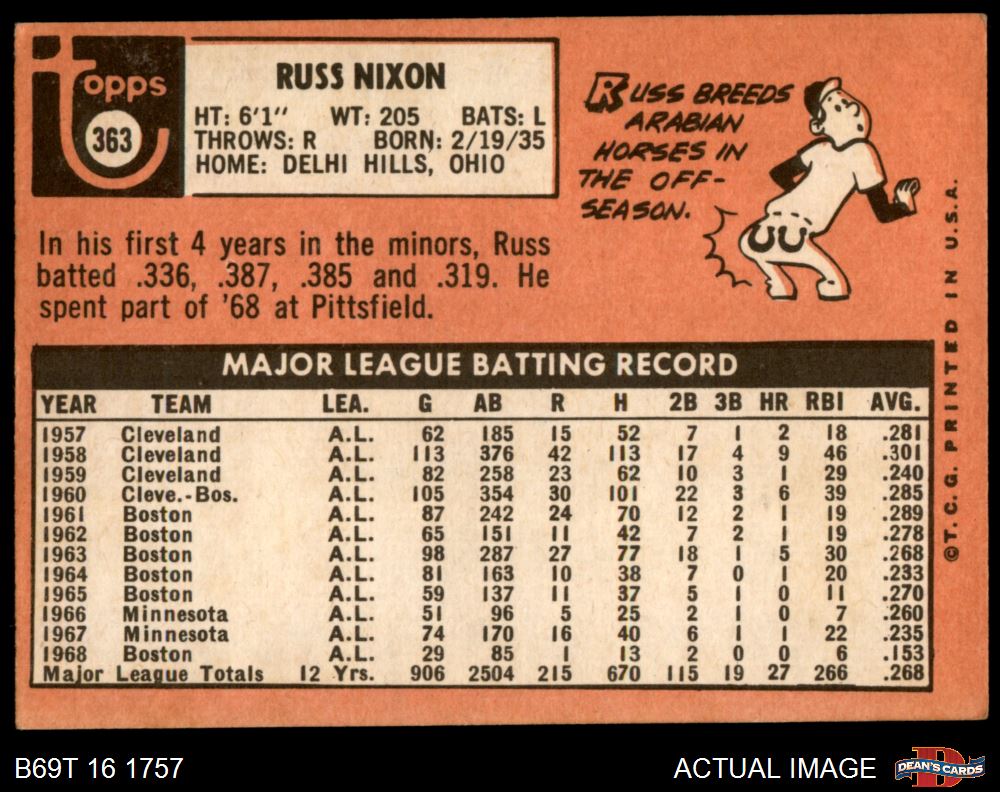 Topps
363
RUSS NIXON
HT: 6'1" WT: 205 BATS: L
THROWS: R BORN: 2/19/35
HOME: DELHI HILLS, OHIO
RUSS BREEDS
ARABIAN
HORSES IN
THE OFF-
SEASON.
In his first 4 years in the minors, Russ
batted .336, .387, .385 and .319. He
spent part of '68 at Pittsfield.
MAJOR LEAGUE BATTING RECORD
YEAR TEAM LEA. G AB R H 2B 3B HR RBI AVG.
1957 Cleveland A.L. 62 185 15 52 7 1 2 18 .281
1958 Cleveland A.L. 113 376 42 113 17 4 9 46 .301
1959 Cleveland A.L. 82 258 23 62 10 3 1 29 .240
1960 Cleve.-Bos. A.L. 105 354 30 101 22 3 6 39 .285
1961 Boston A.L. 87 242 24 70 12 2 1 19 .289
1962 Boston A.L. 65 151 11 42 7 2 1 19 .278
1963 Boston A.L. 98 287 27 77 18 1 5 30 .268
1964 Boston A.L. 81 163 10 38 7 0 1 20 .233
1965 Boston A.L. 59 137 11 37 5 1 0 11 .270
1966 Minnesota A.L. 51 96 5 25 2 1 0 7 .260
1967 Minnesota A.L. 74 170 16 40 6 1 1 22 .235
1968 Boston A.L. 29 85 1 13 2 0 0 6 .153
Major League Totals 12 Yrs. 906 2504 215 670 115 19 27 266 .268
©T.C.G. PRINTED IN U.S.A.
B69T 16 1757
ACTUAL IMAGE
DEAN'S CARDS